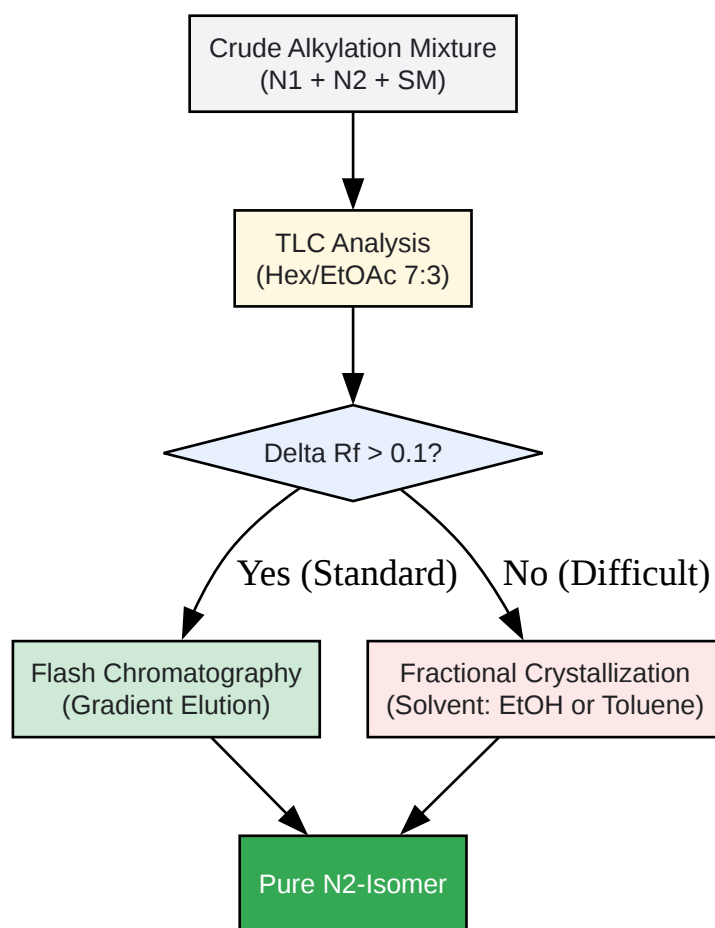 Crude Alkylation Mixture
(N1 + N2 + SM)
TLC Analysis
(Hex/EtOAc 7:3)
Delta Rf > 0.1?
Yes (Standard)
No (Difficult)
Flash Chromatography
(Gradient Elution)
Fractional Crystallization
(Solvent: EtOH or Toluene)
Pure N2-Isomer